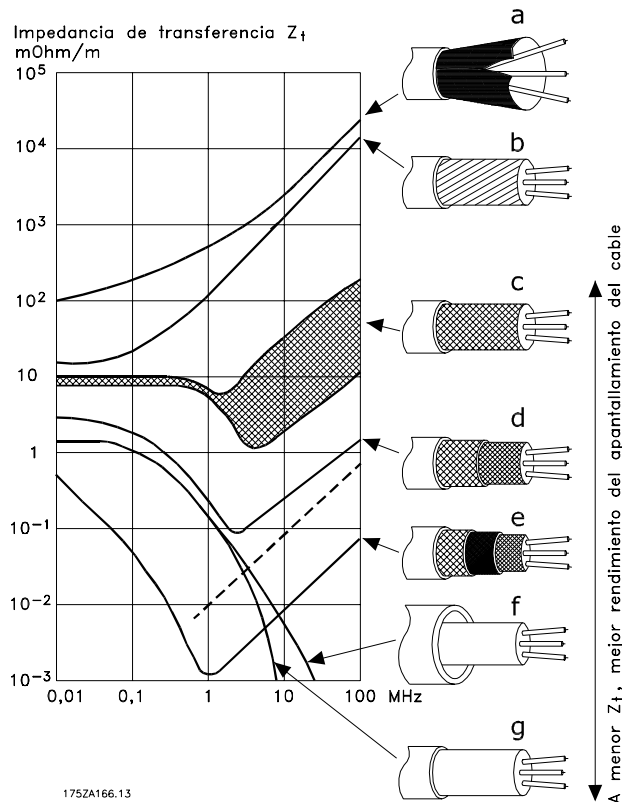 Impedancia de transferencia Zt
mOhm/m
10⁵
10⁴
10³
10²
10
1
10⁻¹
10⁻²
10⁻³
0,01 0,1 1 10 100 MHz
a
b
c
d
e
f
g
A menor Zt, mejor rendimiento del apantallamiento del cable
175ZA166.13